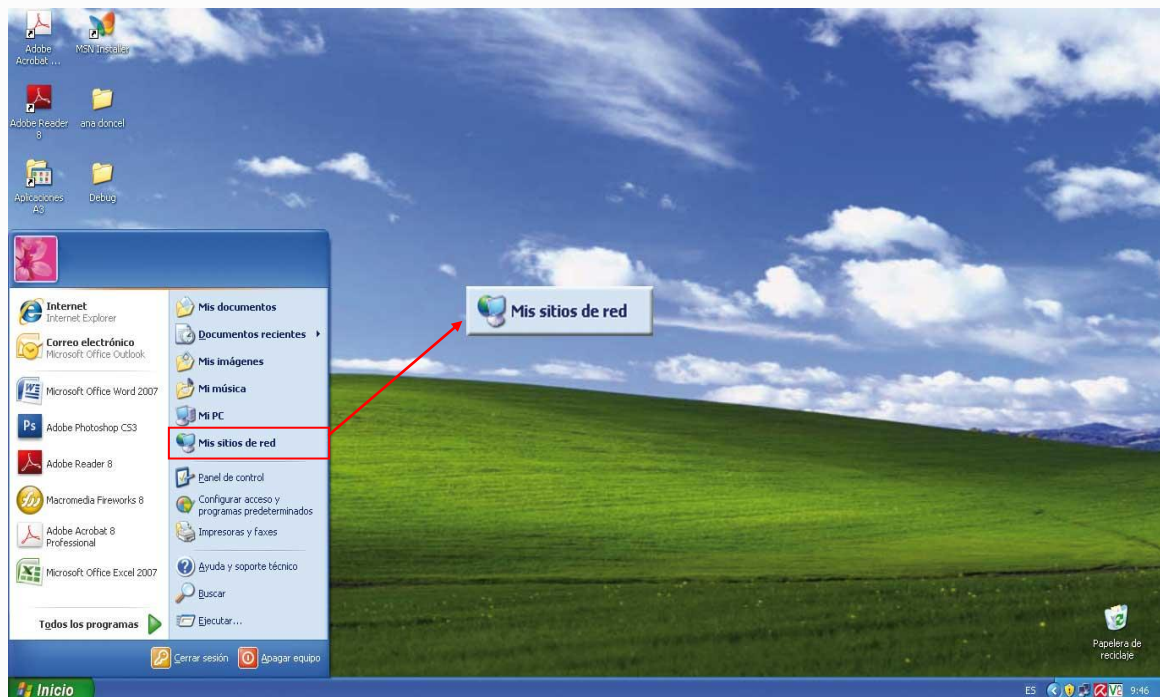 Adobe
Acrobat ...
MSN Installer
Adobe Reader
8
ana doncel
Aplicaciones
A3
Debug
Internet
Internet Explorer
Correo electrónico
Microsoft Office Outlook
Microsoft Office Word 2007
Ps
Adobe Photoshop CS3
Adobe Reader 8
Macromedia Fireworks 8
Adobe Acrobat 8
Professional
Microsoft Office Excel 2007
Todos los programas
Mis documentos
Documentos recientes
Mis imágenes
Mi música
Mi PC
Mis sitios de red
Panel de control
Configurar acceso y
programas predeterminados
Impresoras y faxes
Ayuda y soporte técnico
Buscar
Ejecutar...
Cerrar sesión
Apagar equipo
Mis sitios de red
Papelera de
reciclaje
Inicio
ES
9:46